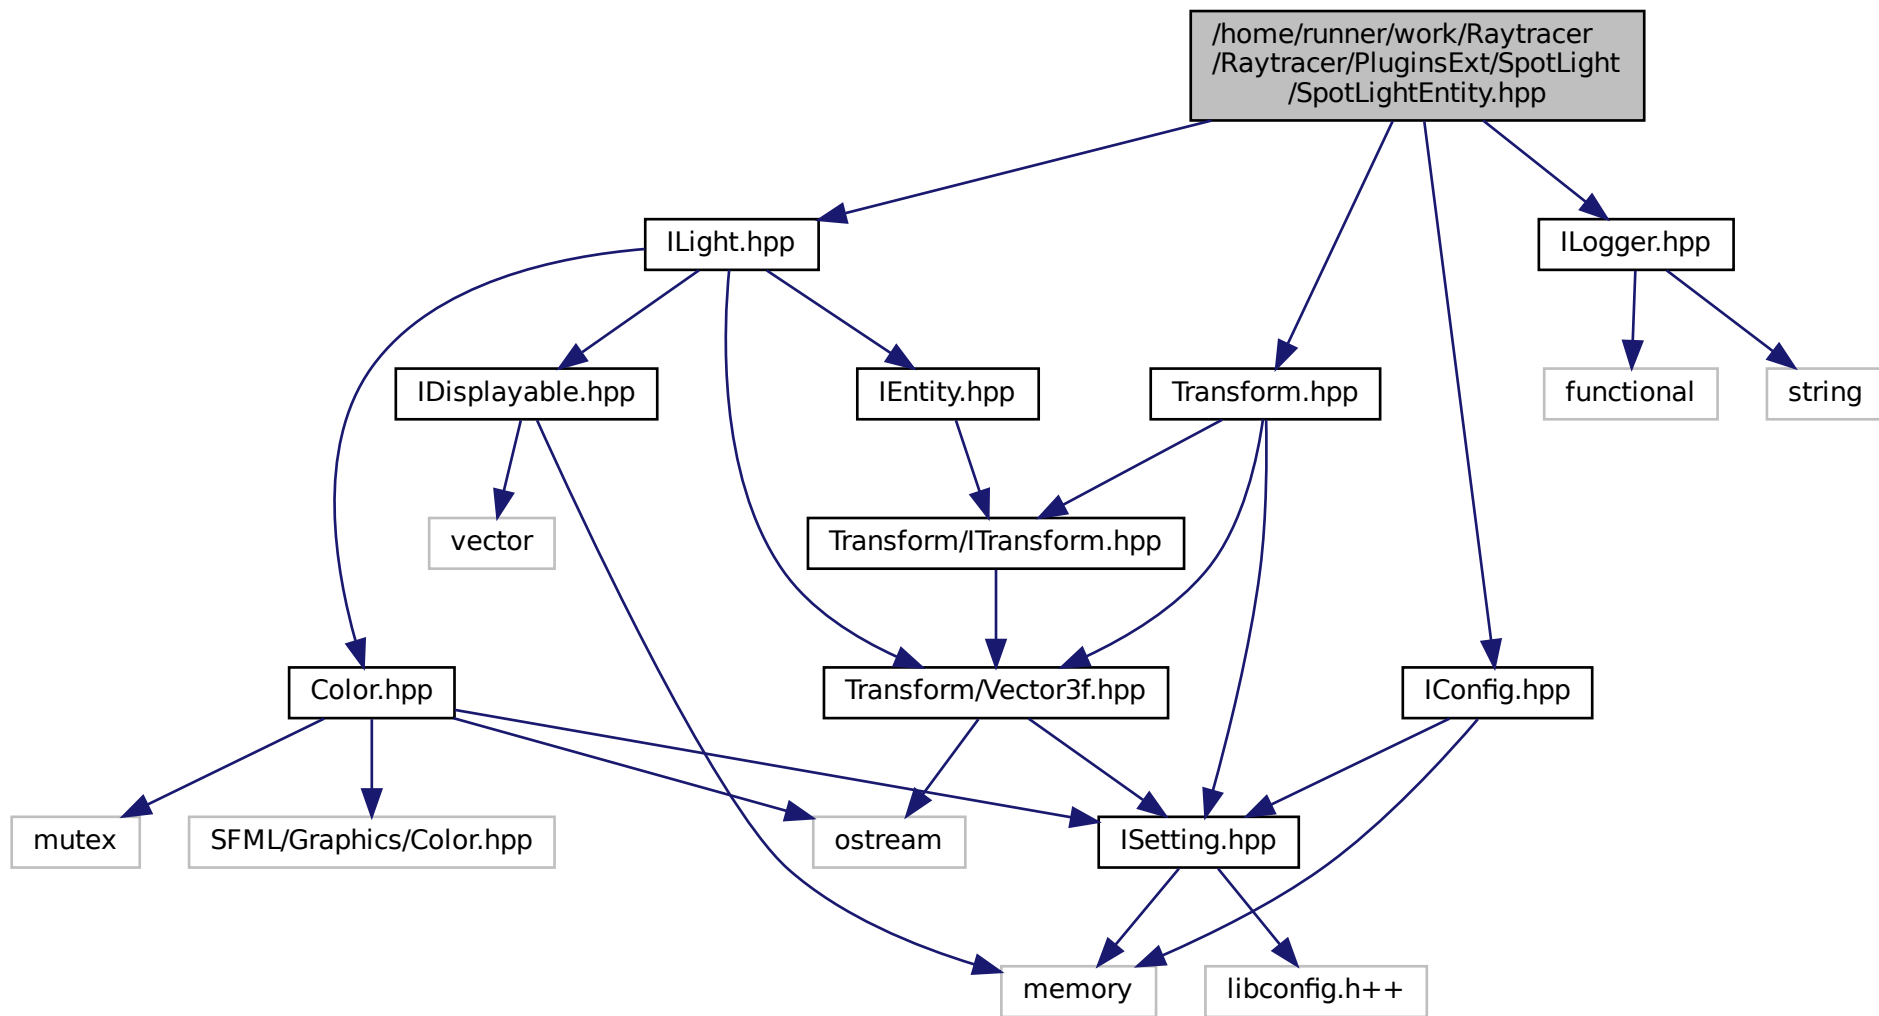 /home/runner/work/Raytracer
/Raytracer/PluginsExt/SpotLight
/SpotLightEntity.hpp
ILight.hpp
ILogger.hpp
IDisplayable.hpp
IEntity.hpp
Transform.hpp
functional
string
vector
Transform/ITransform.hpp
Color.hpp
Transform/Vector3f.hpp
IConfig.hpp
mutex
SFML/Graphics/Color.hpp
ostream
ISetting.hpp
memory
libconfig.h++